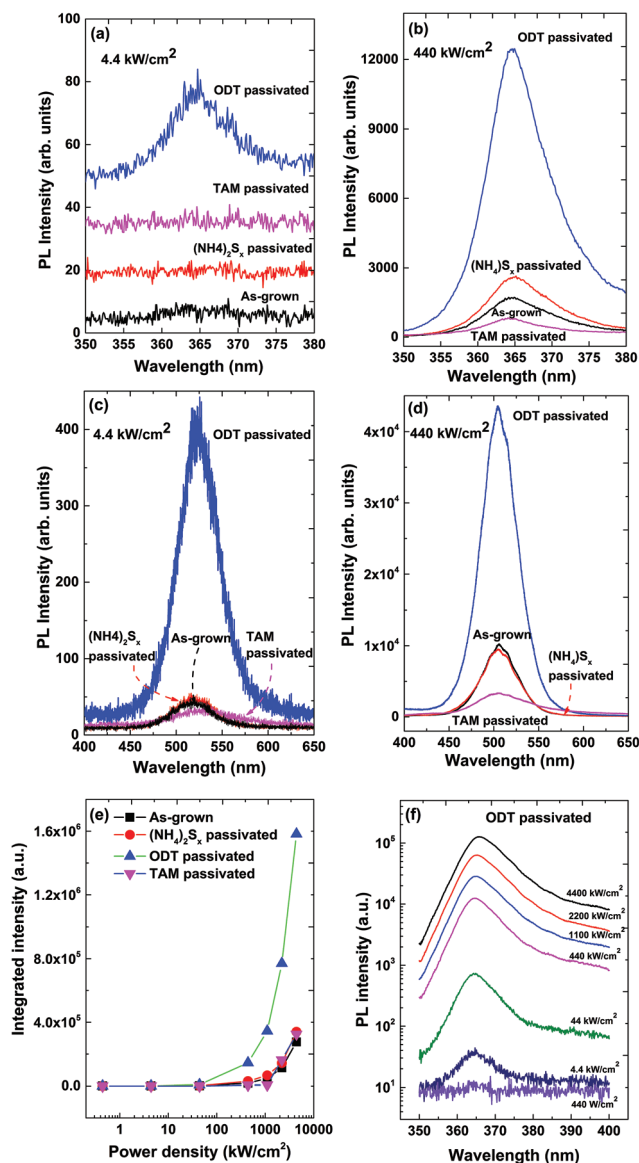 (a)
4.4 kW/cm²
ODT passivated
TAM passivated
(NH4)₂Sₓ passivated
As-grown
100
80
60
40
20
0
350 355 360 365 370 375 380
PL Intensity (arb. units)
Wavelength (nm)
(b)
ODT passivated
440 kW/cm²
(NH₄)Sₓ passivated
As-grown
TAM passivated
12000
9000
6000
3000
0
350 355 360 365 370 375 380
PL Intensity (arb. units)
Wavelength (nm)
(c)
4.4 kW/cm²
ODT passivated
(NH4)₂Sₓ
passivated
As-grown
TAM
passivated
400
300
200
100
0
400 450 500 550 600 650
PL Intensity (arb. units)
Wavelength (nm)
(d)
440 kW/cm²
ODT passivated
As-grown
(NH₄)Sₓ
passivated
TAM passivated
4x10⁴
3x10⁴
2x10⁴
1x10⁴
0
400 450 500 550 600 650
PL Intensity (arb. units)
Wavelength (nm)
(e)
As-grown
(NH₄)₂Sₓ passivated
ODT passivated
TAM passivated
1.6x10⁶
1.2x10⁶
8.0x10⁵
4.0x10⁵
0.0
1 10 100 1000 10000
Integrated intensity (a.u.)
Power density (kW/cm²)
ODT passivated
350 360 370 380 390 400
(f)
4400 kW/cm²
2200 kW/cm²
1100 kW/cm²
440 kW/cm²
44 kW/cm²
4.4 kW/cm²
440 W/cm²
10⁵
10⁴
10³
10²
10¹
350 360 370 380 390 400
PL intensity (a.u.)
Wavelength (nm)